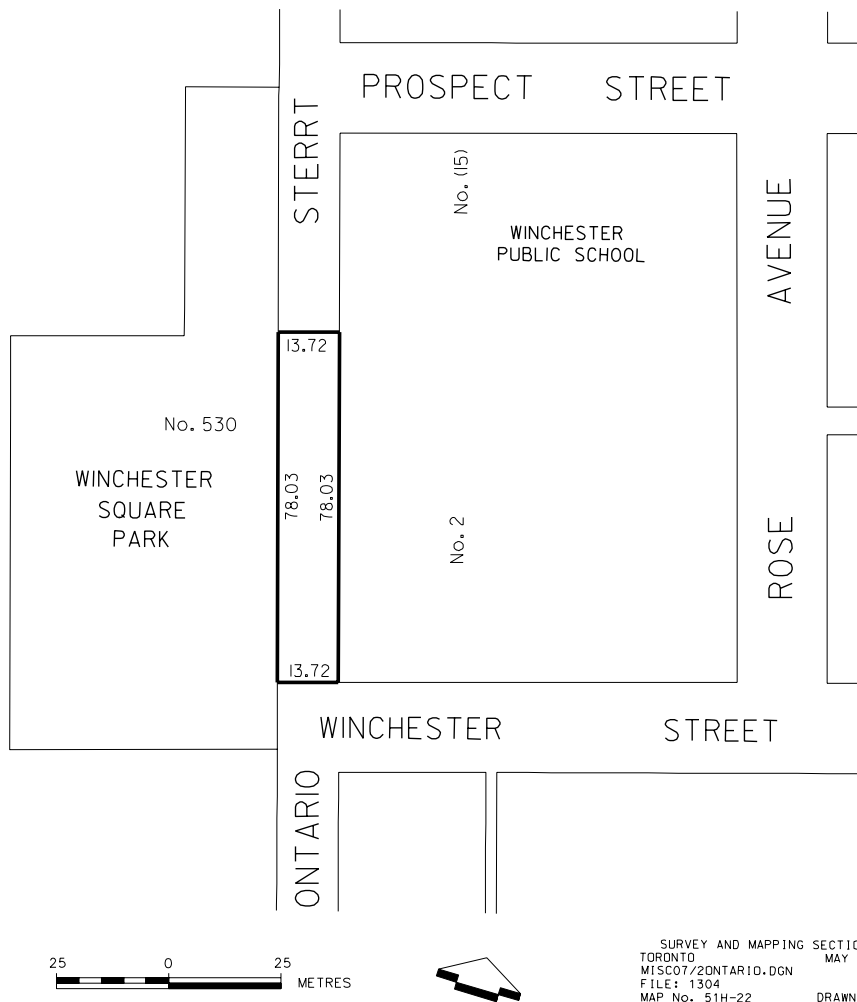 PROSPECT STREET
STERRT
No. (15)
WINCHESTER
PUBLIC SCHOOL
AVENUE
13.72
No. 530
WINCHESTER
SQUARE
PARK
78.03
78.03
No. 2
ROSE
13.72
WINCHESTER STREET
ONTARIO
25 0 25 METRES
SURVEY AND MAPPING SECTIO
TORONTO MAY
MISC07/2ONTARIO.DGN
FILE: 1304
MAP No. 51H-22 DRAWN